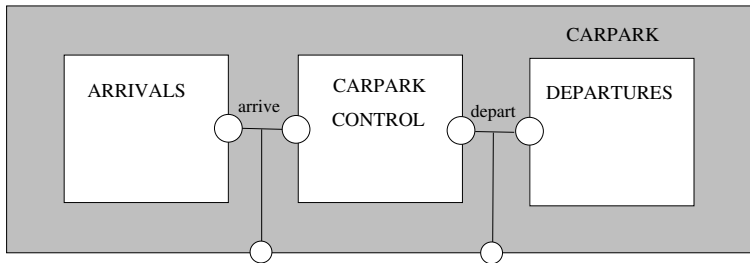 CARPARK
ARRIVALS
arrive
CARPARK
CONTROL
depart
DEPARTURES